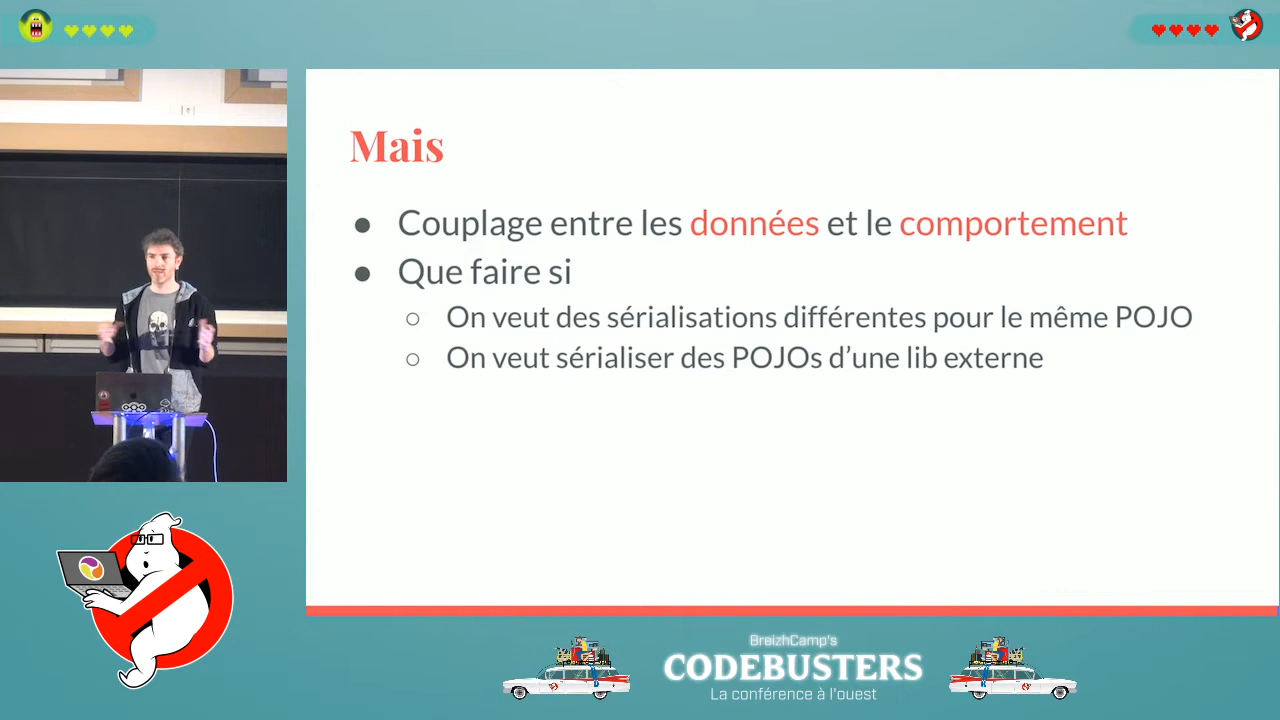 Mais
● Couplage entre les données et le comportement
● Que faire si
○ On veut des sérialisations différentes pour le même POJO
○ On veut sérialiser des POJOs d’une lib externe
BreizhCamp's
CODEBUSTERS
La conférence à l'ouest